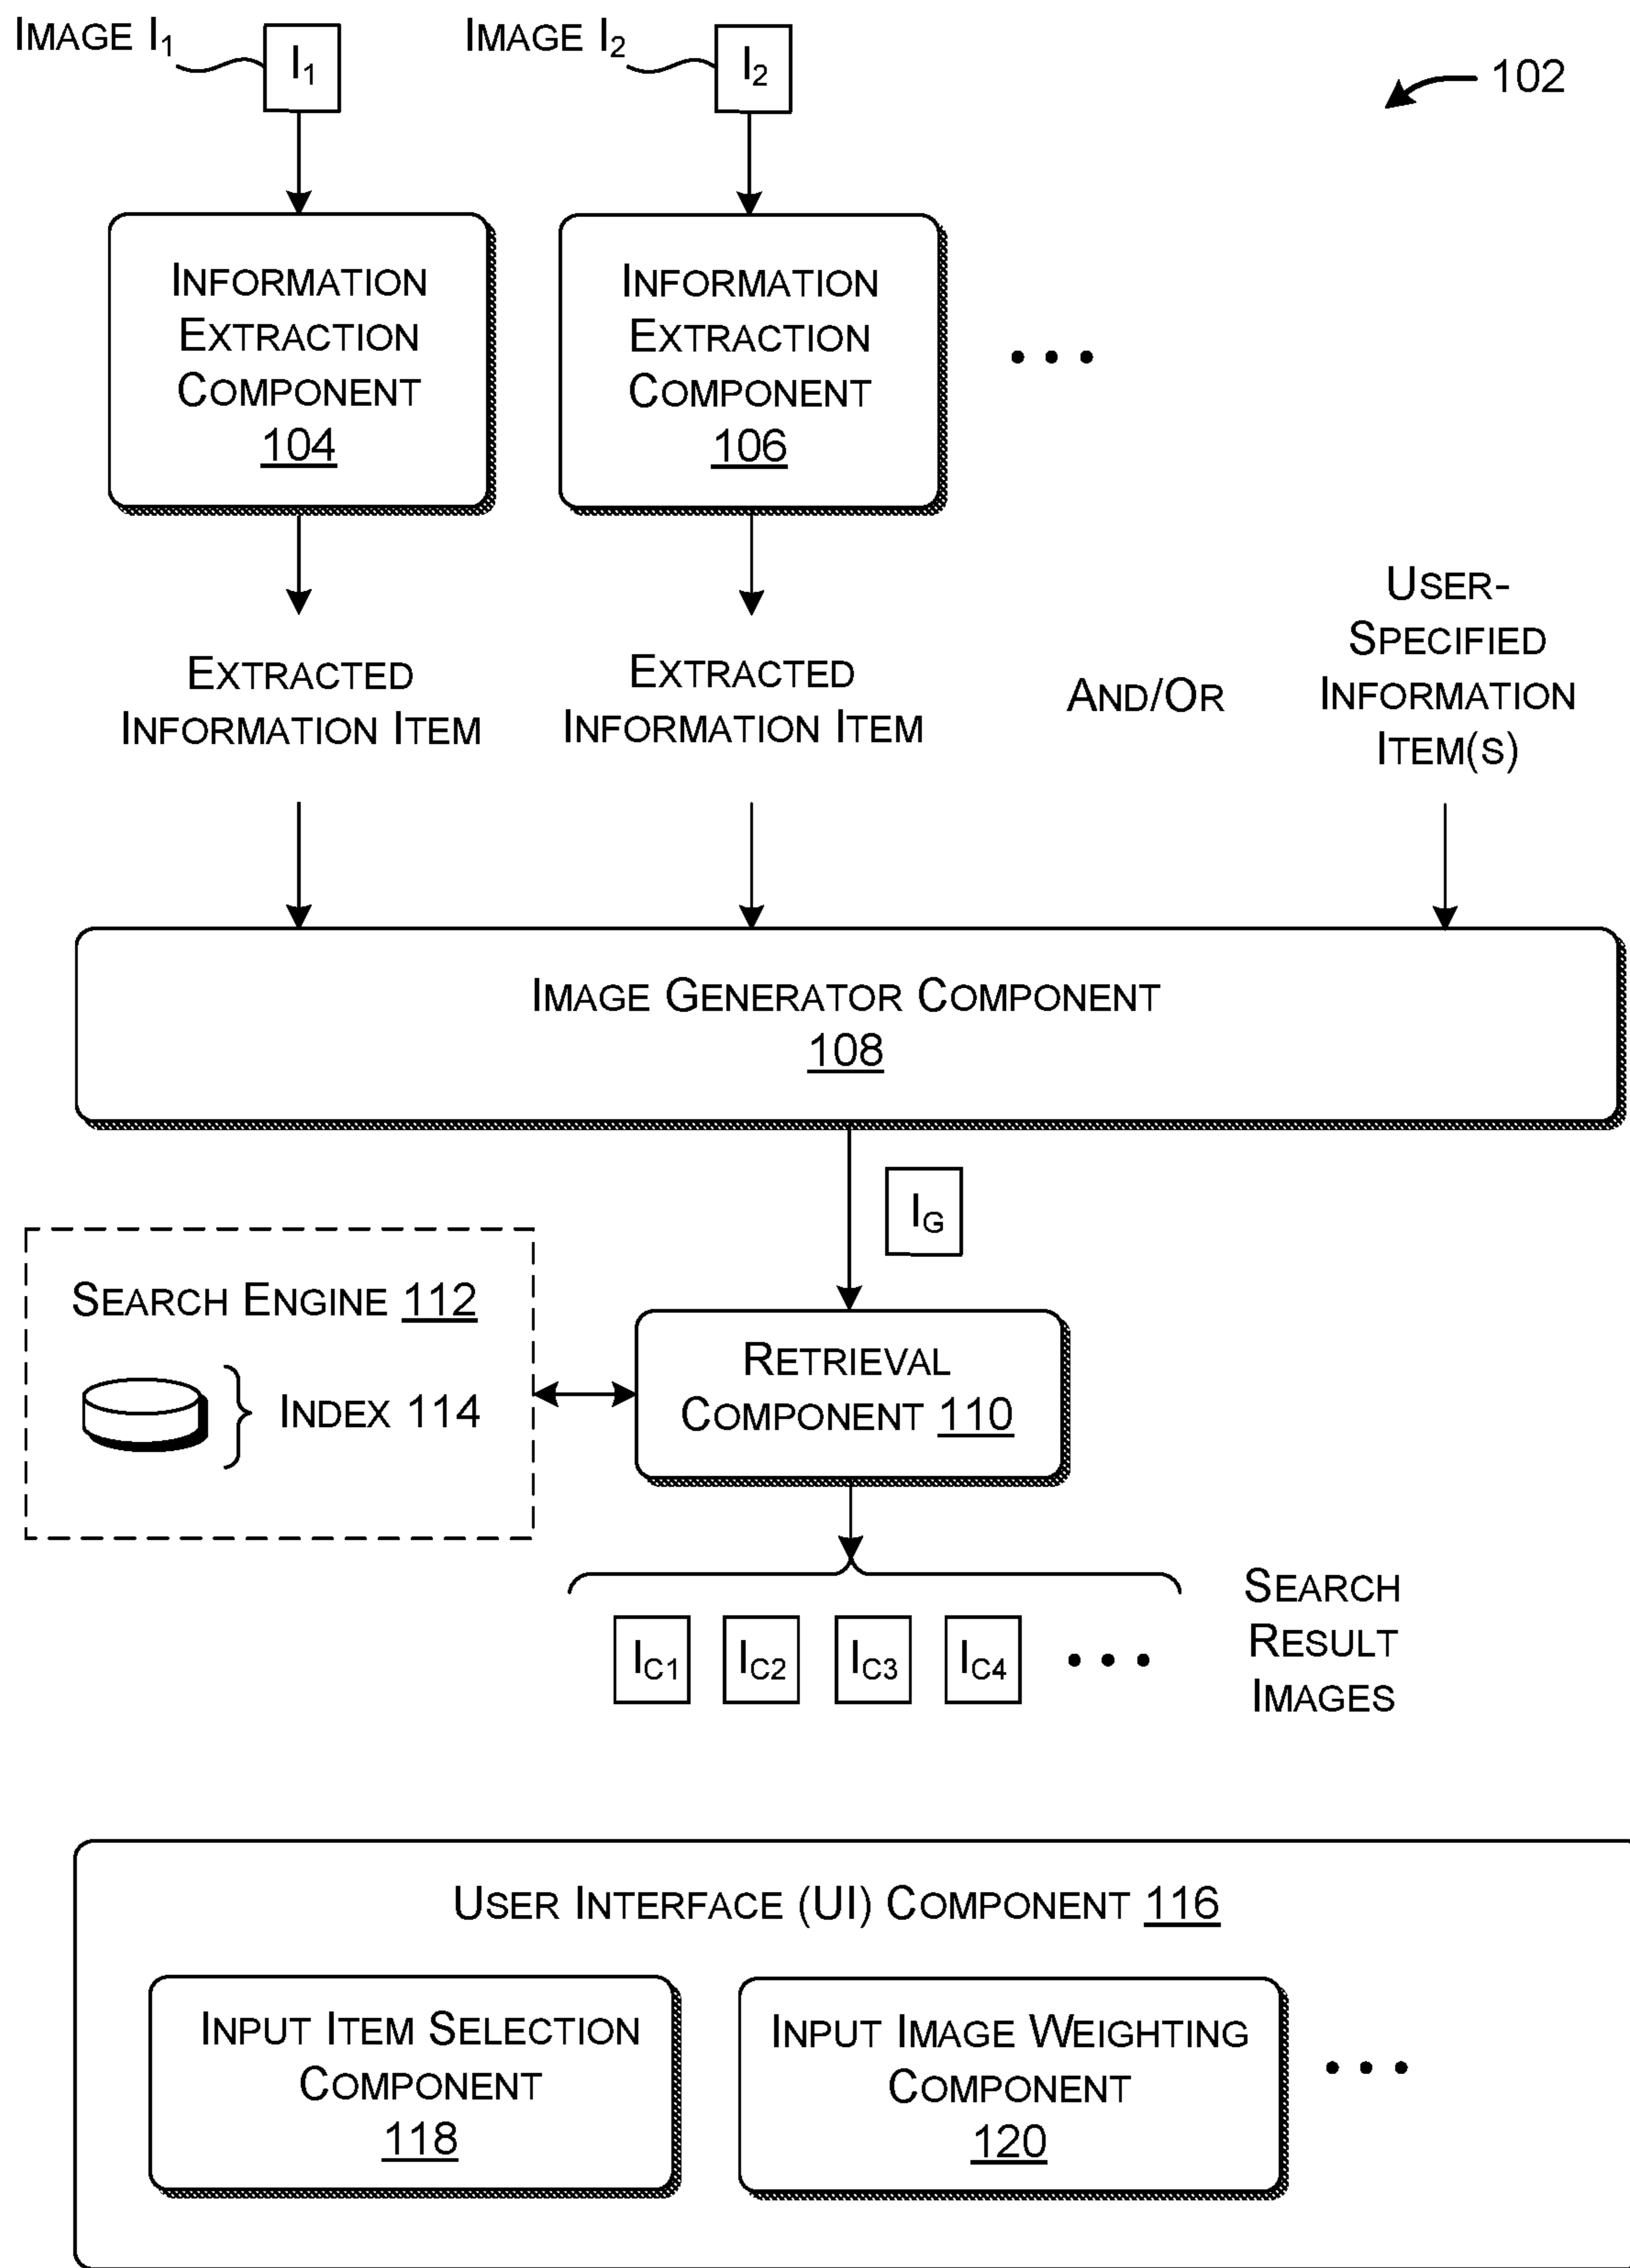 IMAGE I1
I1
IMAGE I2
I2
102
INFORMATION
EXTRACTION
COMPONENT
104
INFORMATION
EXTRACTION
COMPONENT
106
• • •
EXTRACTED
INFORMATION ITEM
EXTRACTED
INFORMATION ITEM
AND/OR
USER-
SPECIFIED
INFORMATION
ITEM(S)
IMAGE GENERATOR COMPONENT
108
IG
SEARCH ENGINE 112
INDEX 114
RETRIEVAL
COMPONENT 110
IC1
IC2
IC3
IC4
• • •
SEARCH
RESULT
IMAGES
USER INTERFACE (UI) COMPONENT 116
INPUT ITEM SELECTION
COMPONENT
118
INPUT IMAGE WEIGHTING
COMPONENT
120
• • •